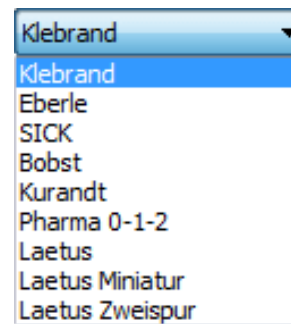 Klebrand
Klebrand
Eberle
SICK
Bobst
Kurandt
Pharma 0-1-2
Laetus
Laetus Miniatur
Laetus Zweispur